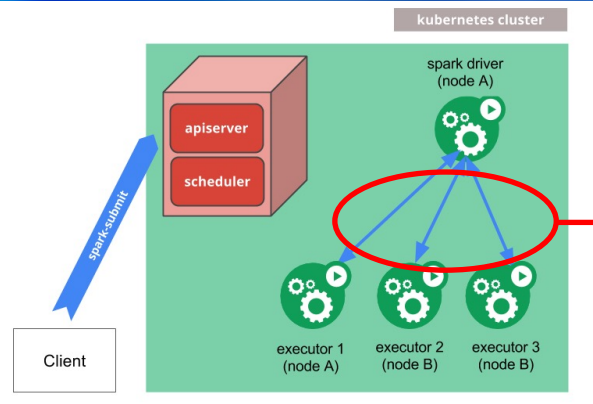 kubernetes cluster
spark driver
(node A)
apiserver
scheduler
spark-submit
Client
executor 1
(node A)
executor 2
(node B)
executor 3
(node B)